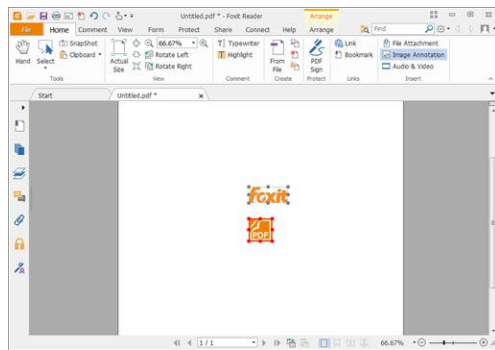 Untitled.pdf * - Foxit Reader
Arrange
File Home Comment View Form Protect Share Connect Help Arrange Find
Hand
Select
SnapShot
Clipboard
Tools
Actual Size
66.67%
Rotate Left
Rotate Right
View
Typewriter
Highlight
Comment
From File
Create
PDF Sign
Protect
Link
Bookmark
Links
File Attachment
Image Annotation
Audio & Video
Insert
Start
Untitled.pdf *
foxit
PDF
1 / 1
66.67%